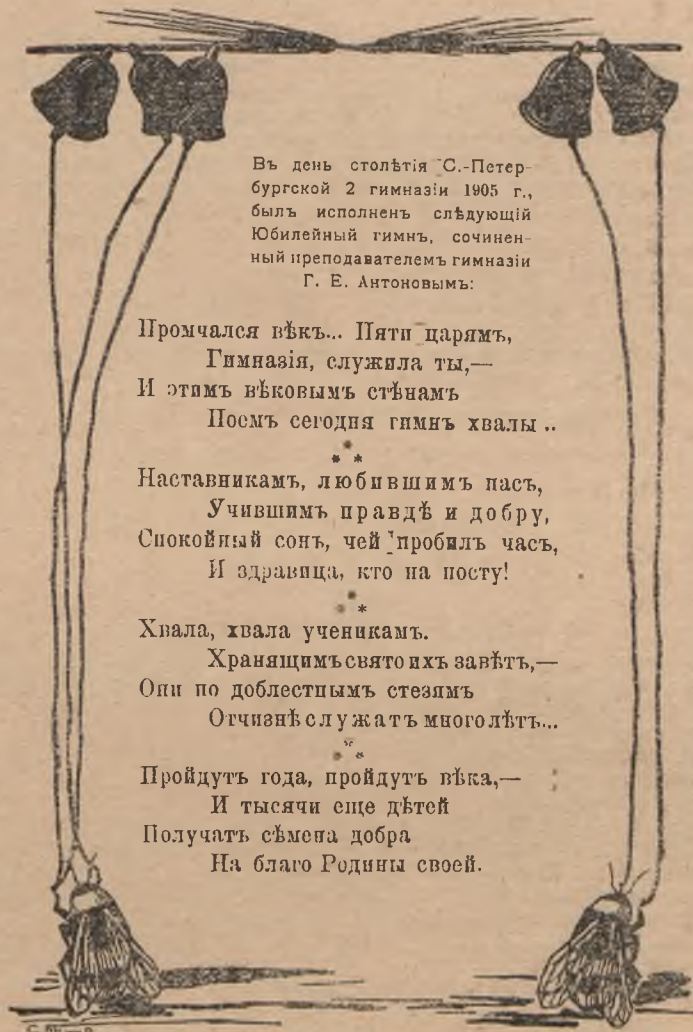 Въ день столѣтія С.-Петер-
бургской 2 гимназіи 1905 г.,
былъ исполненъ слѣдующій
Юбилейный гимнъ, сочинен-
ный преподавателемъ гимназіи
Г. Е. Антоновымъ:
Промчался вѣкъ... Пяти царямъ,
Гимназія, служила ты,—
И этимъ вѣковымъ стѣнамъ
Поемъ сегодня гимнъ хвалы ..
Наставникамъ, любившимъ насъ,
Учившимъ правдѣ и добру,
Спокойный сонъ, чей пробилъ часъ,
И здравица, кто на посту!
Хвала, хвала ученикамъ.
Хранящимъ свято ихъ завѣтъ,—
Они по доблестнымъ стезямъ
Отчизнѣ служатъ много лѣтъ...
Пройдутъ года, пройдутъ вѣка,—
И тысячи еще дѣтей
Получатъ сѣмена добра
На благо Родины своей.